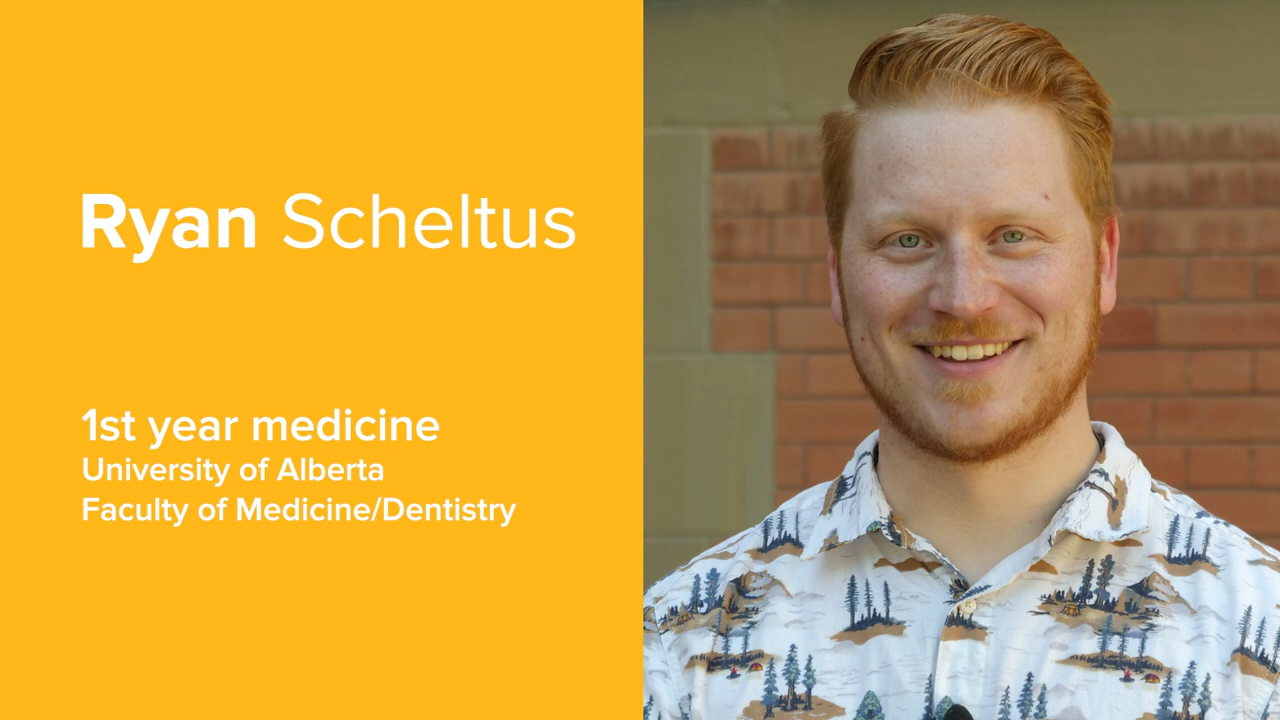 Ryan Scheltus
1st year medicine
University of Alberta
Faculty of Medicine/Dentistry